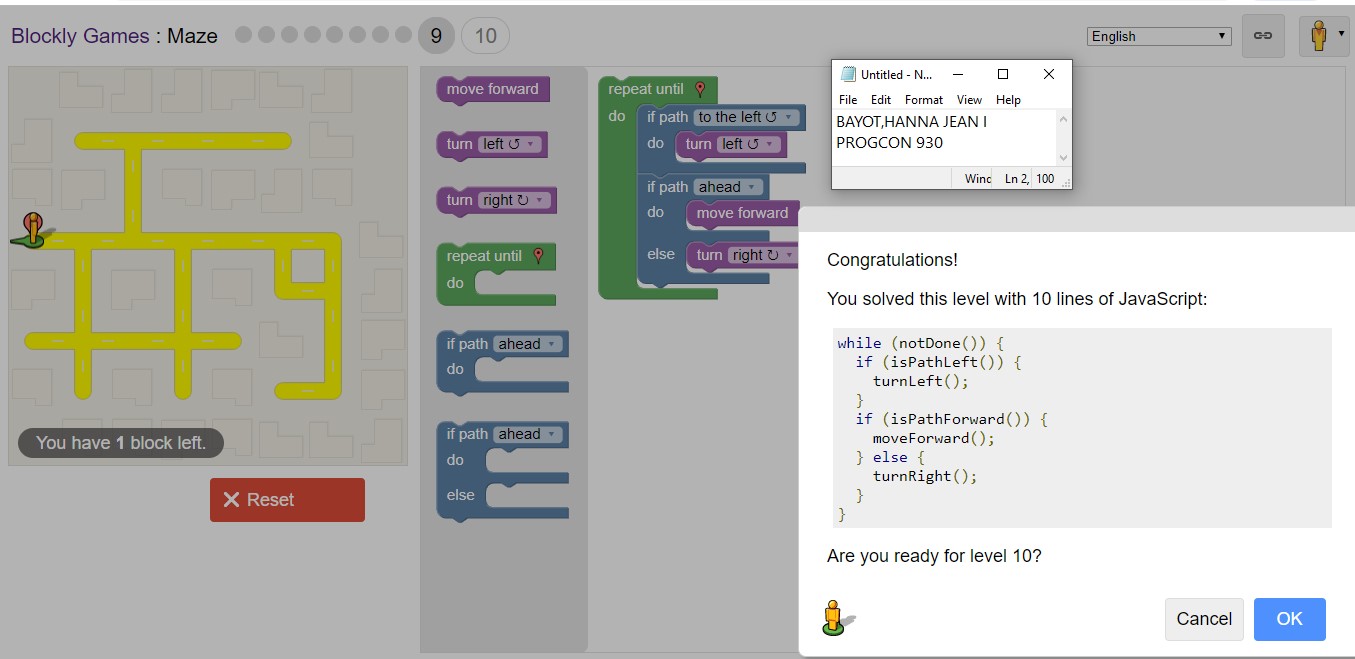 Blockly Games : Maze
9
10
English
move forward
turn left ↺
turn right ↻
repeat until
do
if path ahead
do
if path ahead
do
else
You have 1 block left.
Reset
repeat until
do
if path to the left ↺
do turn left ↺
if path ahead
do move forward
else turn right ↻
Untitled - N...
File Edit Format View Help
BAYOT,HANNA JEAN I
PROGCON 930
Ln 2, 100
Congratulations!
You solved this level with 10 lines of JavaScript:
while (notDone()) {
if (isPathLeft()) {
turnLeft();
}
if (isPathForward()) {
moveForward();
} else {
turnRight();
}
}
Are you ready for level 10?
Cancel
OK